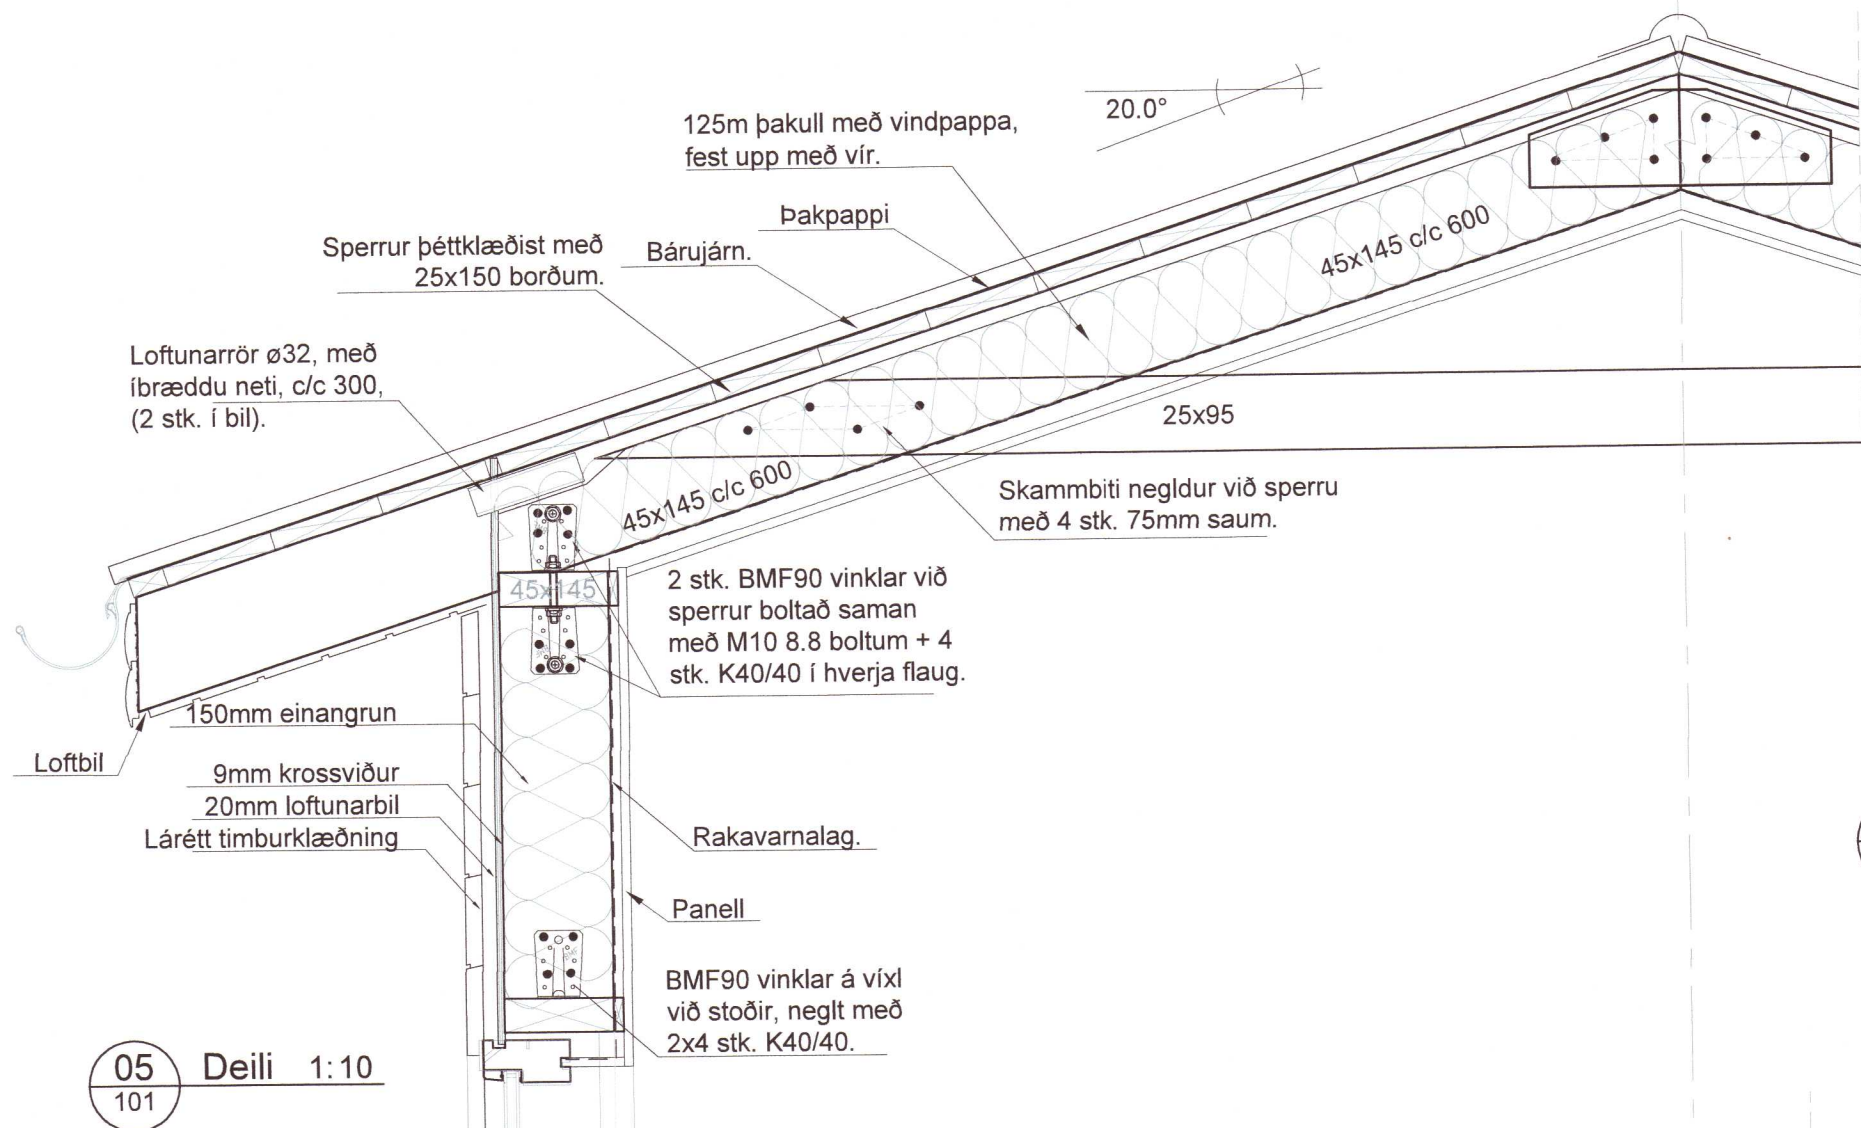 20.0°
125m þakull með vindpappa,
fest upp með vír.
Þakpappi
Sperrur þéttklæðist með
25x150 borðum.
Bárujárn.
45x145 c/c 600
Loftunarrör ø32, með
íbræddu neti, c/c 300,
(2 stk. í bil).
25x95
45x145 c/c 600
Skammbiti negldur við sperru
með 4 stk. 75mm saum.
45x145
2 stk. BMF90 vinklar við
sperrur boltað saman
með M10 8.8 boltum + 4
stk. K40/40 í hverja flaug.
150mm einangrun
Loftbil
9mm krossviður
20mm loftunarbil
Lárétt timburklæðning
Rakavarnalag.
Panell
BMF90 vinklar á víxl
við stoðir, neglt með
2x4 stk. K40/40.
05
101
Deili 1:10